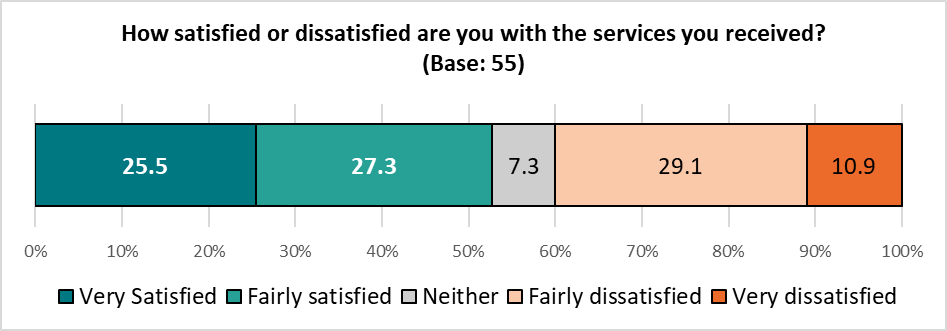 How satisfied or dissatisfied are you with the services you received?
(Base: 55)
25.5 27.3 7.3 29.1 10.9
0% 10% 20% 30% 40% 50% 60% 70% 80% 90% 100%
Very Satisfied Fairly satisfied Neither Fairly dissatisfied Very dissatisfied